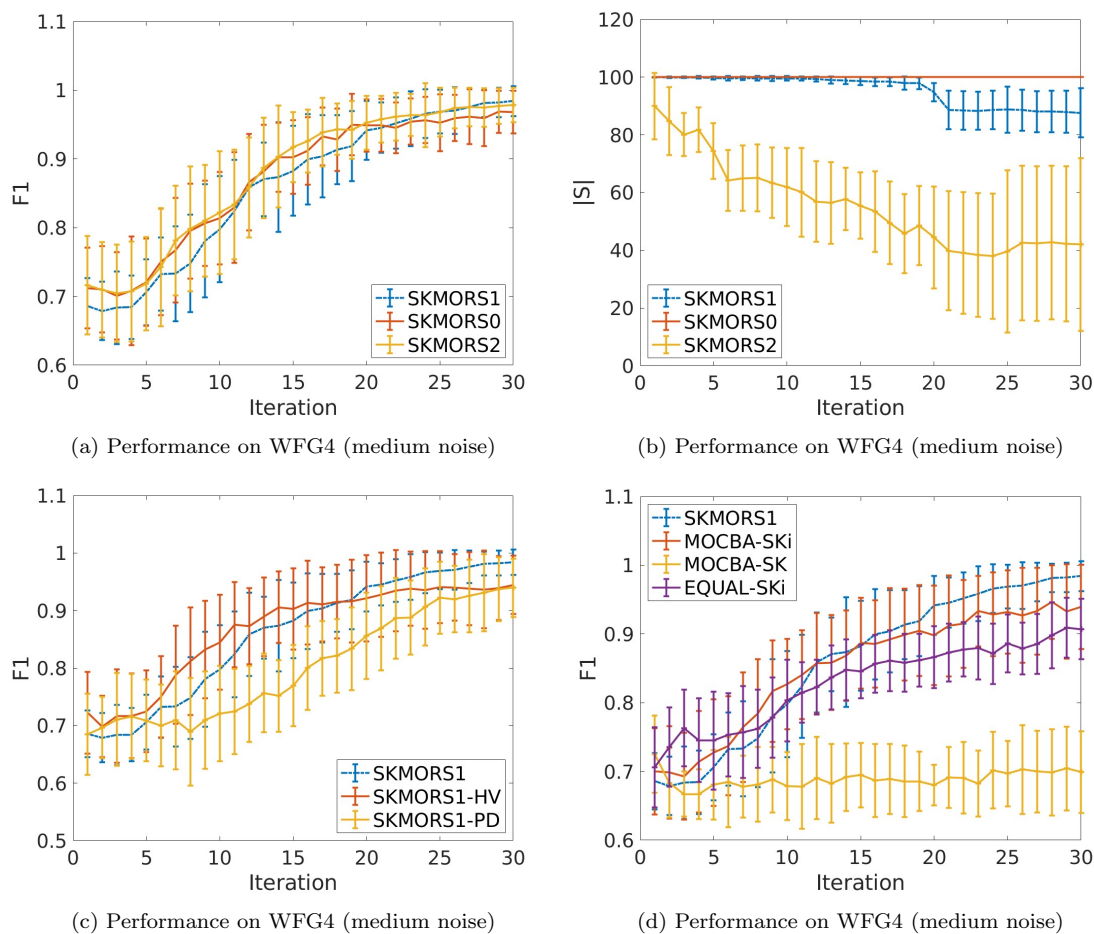 1.1
1
0.9
0.8
0.7
0.6
F1
0 5 10 15 20 25 30
Iteration
SKMORS1
SKMORS0
SKMORS2
(a) Performance on WFG4 (medium noise)
120
100
80
60
40
20
0
|S|
0 5 10 15 20 25 30
Iteration
SKMORS1
SKMORS0
SKMORS2
(b) Performance on WFG4 (medium noise)
1.1
1
0.9
0.8
0.7
0.6
0.5
F1
0 5 10 15 20 25 30
Iteration
SKMORS1
SKMORS1-HV
SKMORS1-PD
(c) Performance on WFG4 (medium noise)
1.1
1
0.9
0.8
0.7
0.6
F1
0 5 10 15 20 25 30
Iteration
SKMORS1
MOCBA-SKi
MOCBA-SK
EQUAL-SKi
(d) Performance on WFG4 (medium noise)